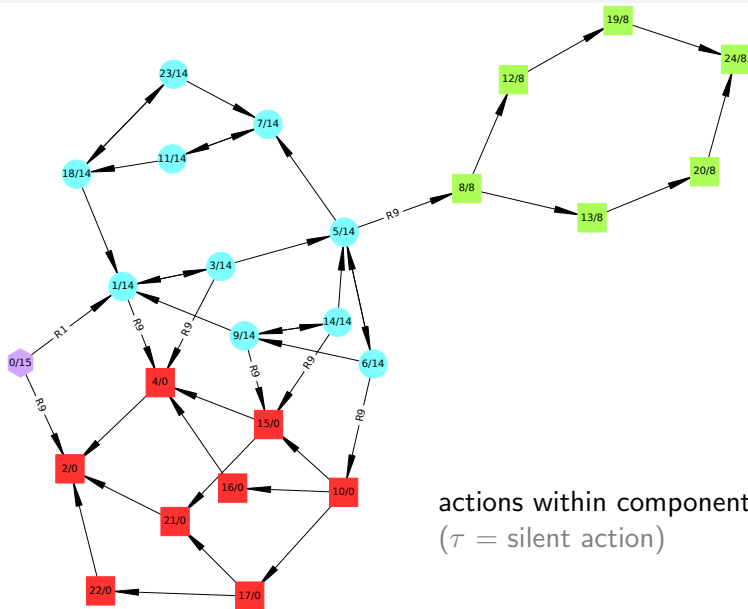 19/8
24/8
23/14
12/8
7/14
11/14
18/14
20/8
8/8
13/8
R9
5/14
3/14
1/14
R9
R9
R1
14/14
9/14
0/15
6/14
R9
R9
4/0
R9
R9
15/0
2/0
16/0
10/0
21/0
22/0
17/0
actions within component
(τ = silent action)